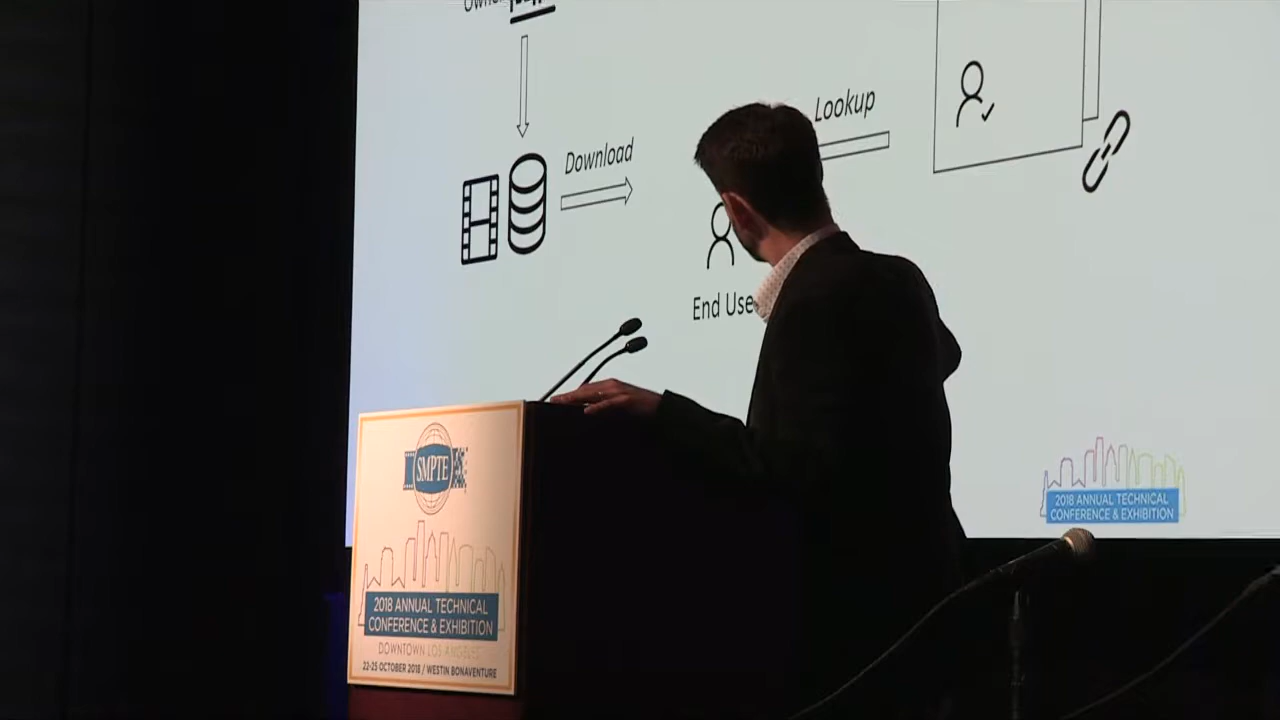 Lookup
Download
End Use
2018 ANNUAL TECHNICAL
CONFERENCE & EXHIBITION
SMPTE
2018 ANNUAL TECHNICAL
CONFERENCE & EXHIBITION
DOWNTOWN LOS ANGELES
22-25 OCTOBER 2018 / WESTIN BONAVENTURE